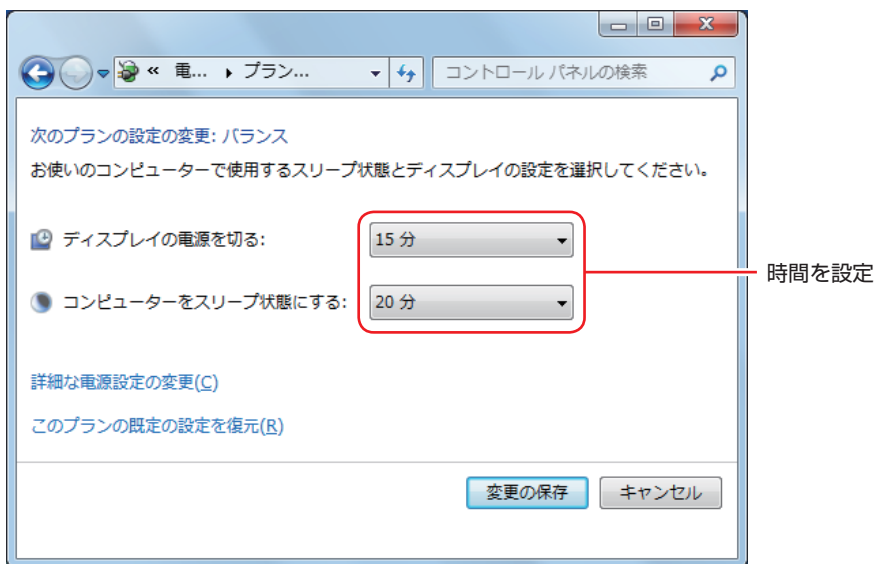 « 電... ▸ プラン...
コントロール パネルの検索
次のプランの設定の変更: バランス
お使いのコンピューターで使用するスリープ状態とディスプレイの設定を選択してください。
ディスプレイの電源を切る: 15 分
時間を設定
コンピューターをスリープ状態にする: 20 分
詳細な電源設定の変更(C)
このプランの既定の設定を復元(R)
変更の保存 キャンセル